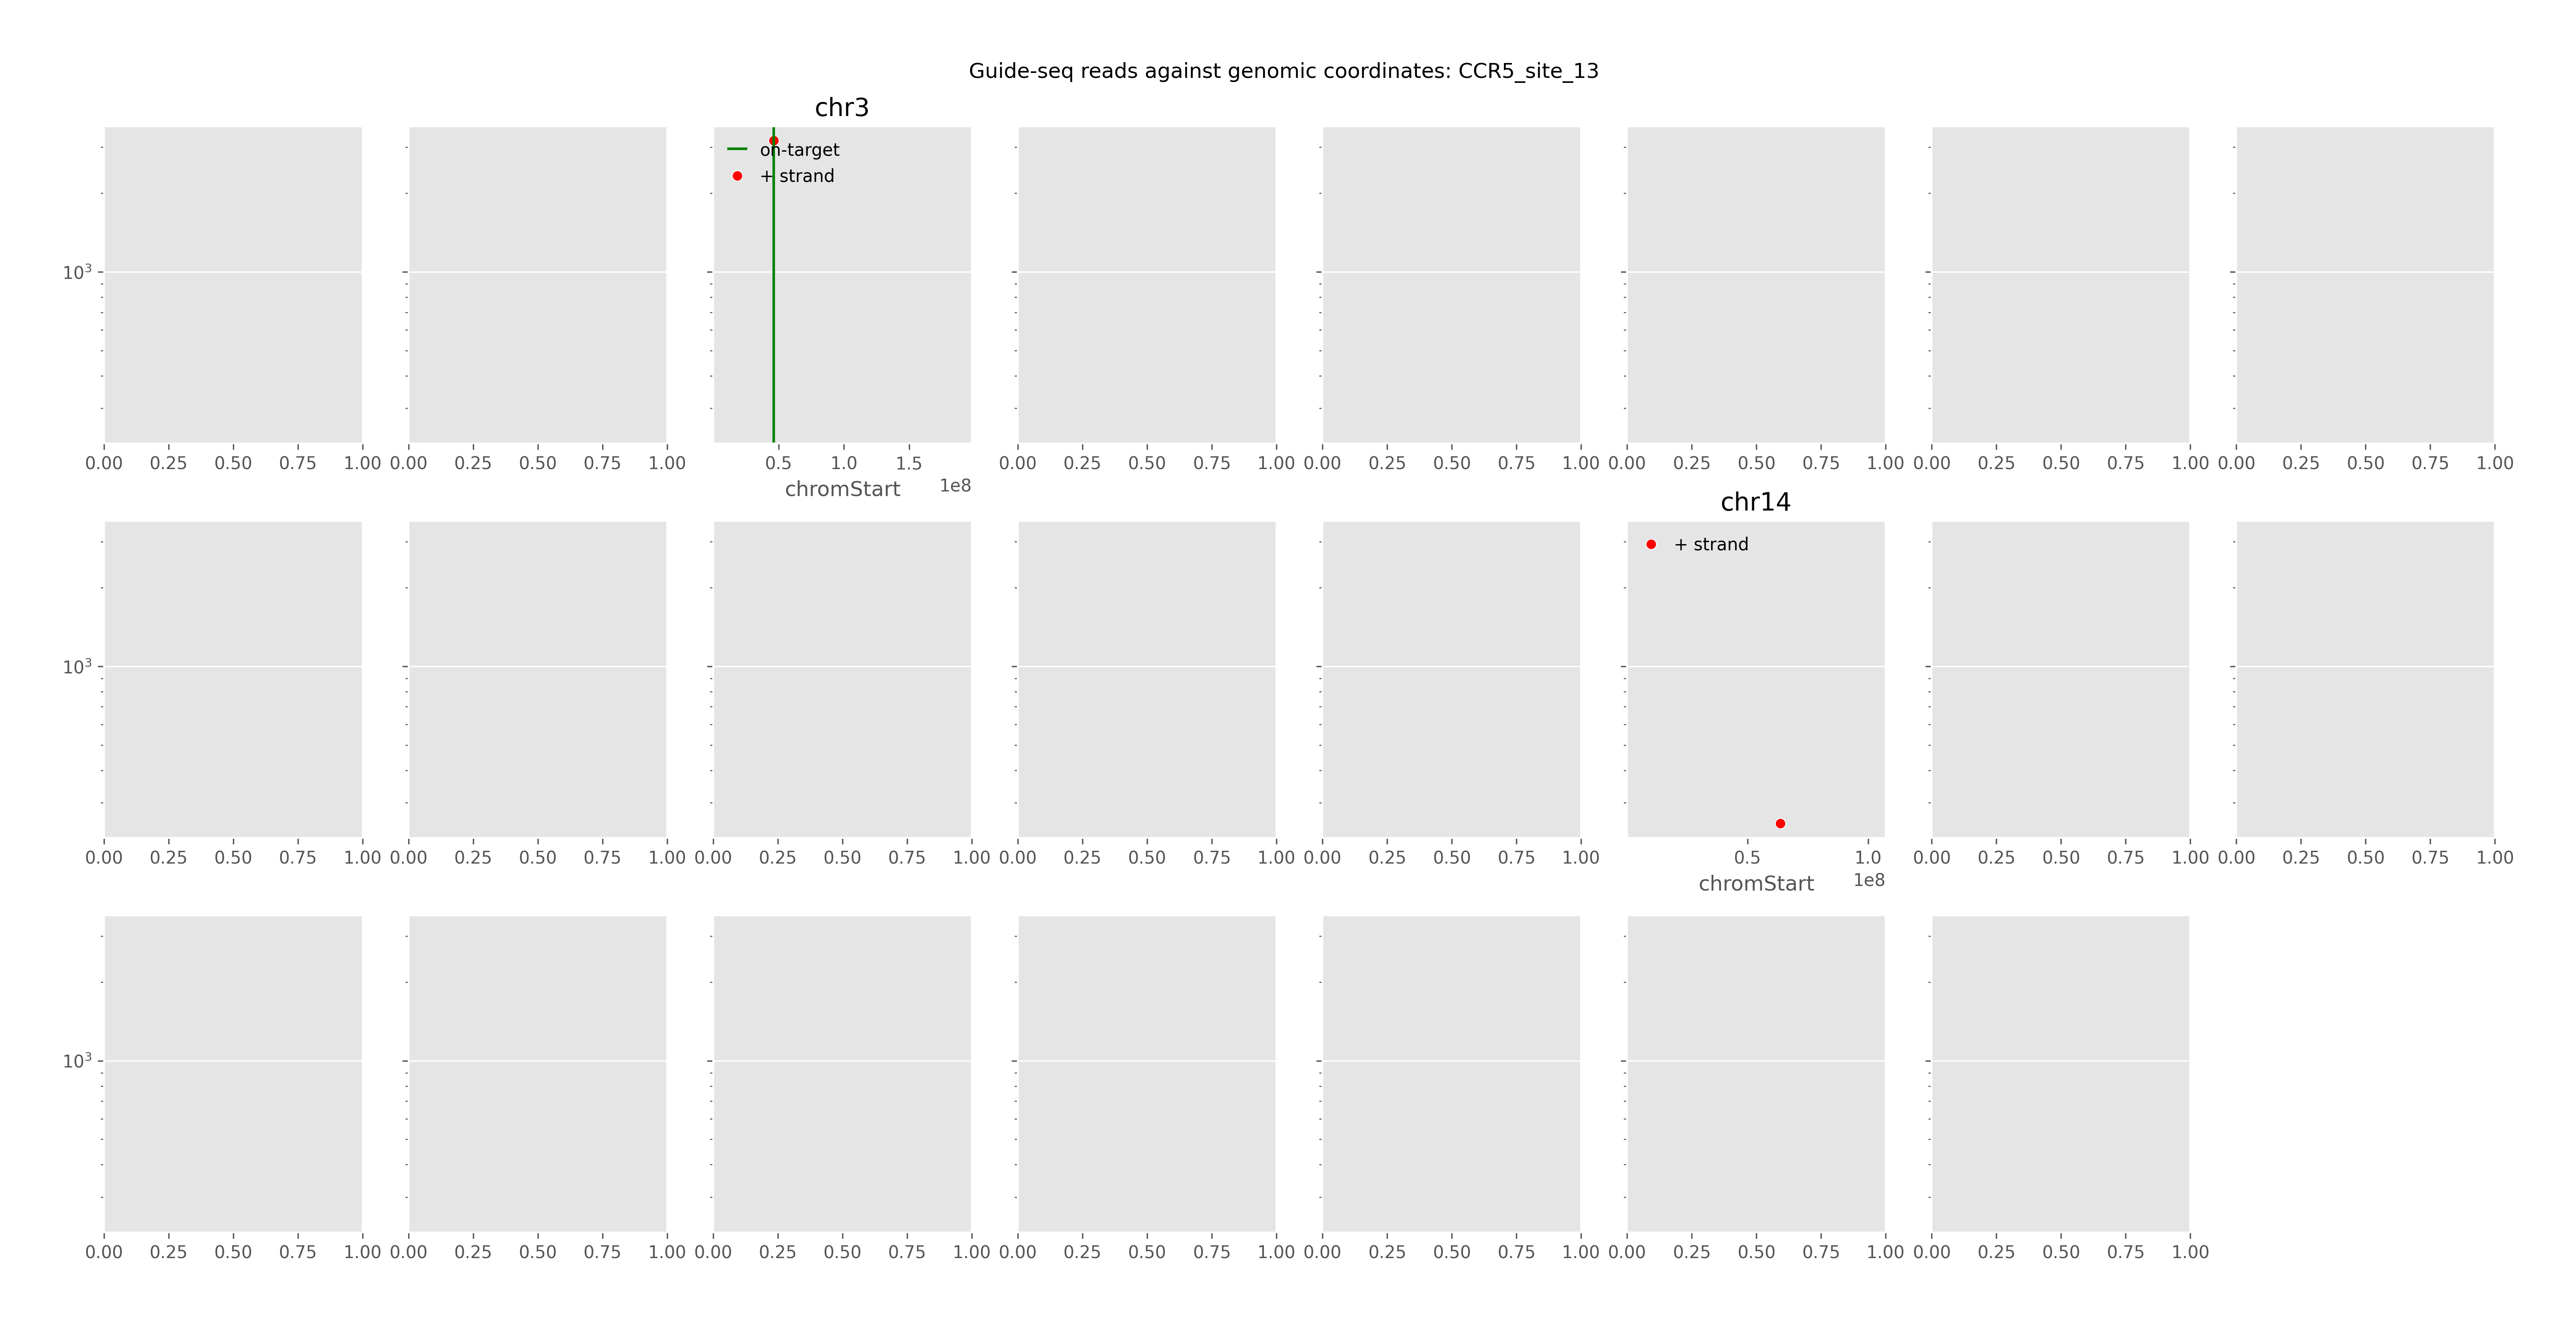 Guide-seq reads against genomic coordinates: CCR5_site_13
chr3
on-target
+ strand
10³
0.00 0.25 0.50 0.75 1.00 0.00 0.25 0.50 0.75 1.00 0.5 1.0 1.5 0.00 0.25 0.50 0.75 1.00 0.00 0.25 0.50 0.75 1.00 0.00 0.25 0.50 0.75 1.00 0.00 0.25 0.50 0.75 1.00 0.00 0.25 0.50 0.75 1.00
chromStart 1e8
chr14
+ strand
10³
0.00 0.25 0.50 0.75 1.00 0.00 0.25 0.50 0.75 1.00 0.00 0.25 0.50 0.75 1.00 0.00 0.25 0.50 0.75 1.00 0.00 0.25 0.50 0.75 1.00 0.5 1.0 0.00 0.25 0.50 0.75 1.00 0.00 0.25 0.50 0.75 1.00
chromStart 1e8
10³
0.00 0.25 0.50 0.75 1.00 0.00 0.25 0.50 0.75 1.00 0.00 0.25 0.50 0.75 1.00 0.00 0.25 0.50 0.75 1.00 0.00 0.25 0.50 0.75 1.00 0.00 0.25 0.50 0.75 1.00 0.00 0.25 0.50 0.75 1.00